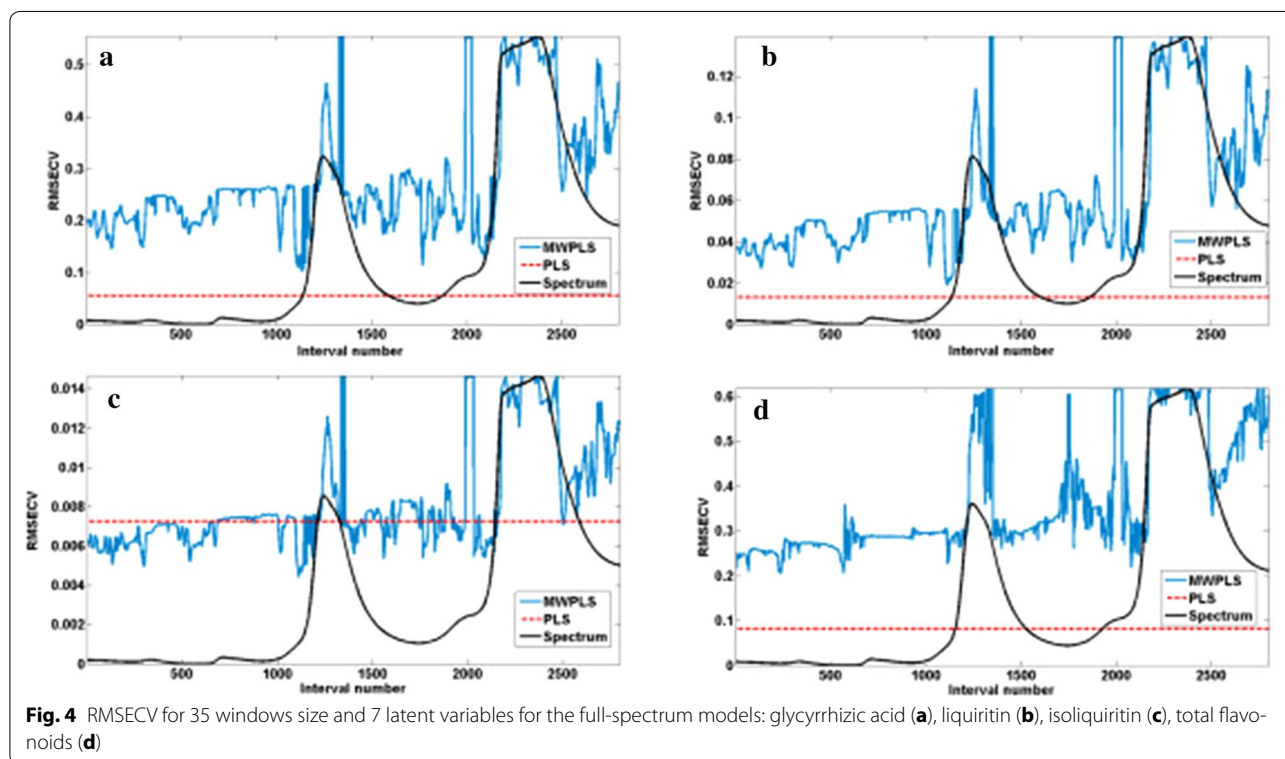 a
RMSECV
0.5
0.4
0.3
0.2
0.1
0
MWPLS
PLS
Spectrum
500 1000 1500 2000 2500
Interval number
b
RMSECV
0.12
0.1
0.08
0.06
0.04
0.02
0
MWPLS
PLS
Spectrum
500 1000 1500 2000 2500
Interval number
c
RMSECV
0.014
0.012
0.01
0.008
0.006
0.004
0.002
0
MWPLS
PLS
Spectrum
500 1000 1500 2000 2500
Interval number
d
RMSECV
0.6
0.5
0.4
0.3
0.2
0.1
0
MWPLS
PLS
Spectrum
500 1000 1500 2000 2500
Interval number
Fig. 4 RMSECV for 35 windows size and 7 latent variables for the full-spectrum models: glycyrrhizic acid (a), liquiritin (b), isoliquiritin (c), total flavo-
noids (d)